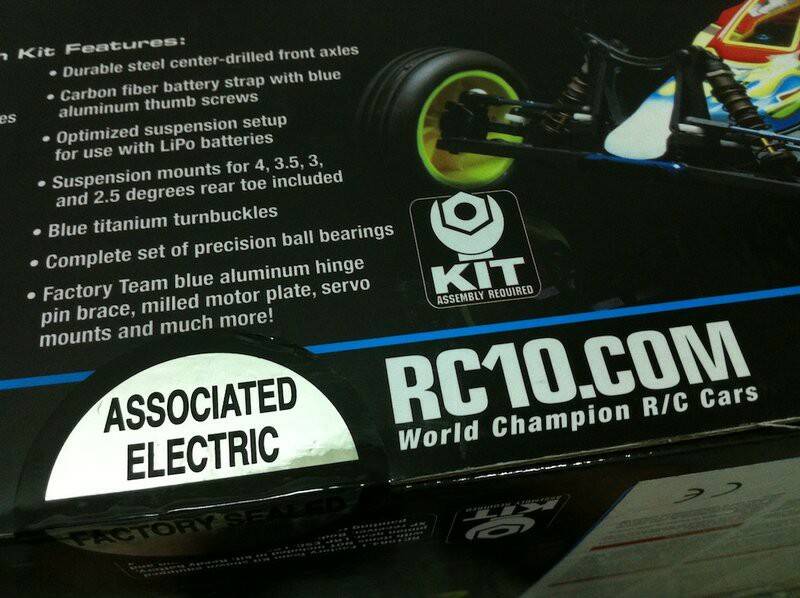 Kit Features:
• Durable steel center-drilled front axles
• Carbon fiber battery strap with blue
aluminum thumb screws
• Optimized suspension setup
for use with LiPo batteries
• Suspension mounts for 4, 3.5, 3,
and 2.5 degrees rear toe included
• Blue titanium turnbuckles
• Complete set of precision ball bearings
• Factory Team blue aluminum hinge
pin brace, milled motor plate, servo
mounts and much more!
KIT
ASSEMBLY REQUIRED
RC10.COM
World Champion R/C Cars
ASSOCIATED
ELECTRIC
FACTORY SEALED
KIT
CE